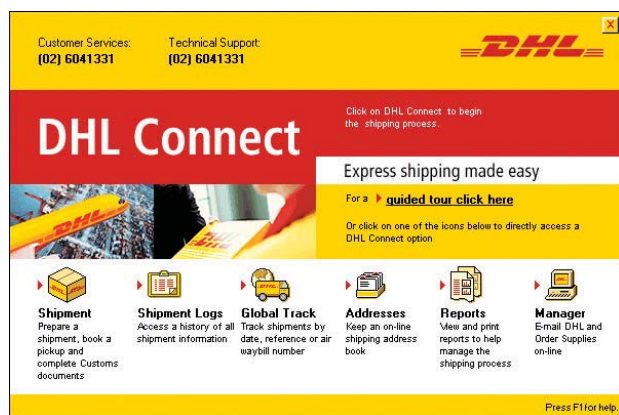 Customer Services:
(02) 6041331
Technical Support:
(02) 6041331
DHL
DHL Connect
Click on DHL Connect to begin
the shipping process.
Express shipping made easy
For a guided tour click here
Or click on one of the icons below to directly access a
DHL Connect option
Shipment
Prepare a
shipment, book a
pickup and
complete Customs
documents
Shipment Logs
Access a history of all
shipment information
Global Track
Track shipments by
date, reference or air
waybill number
Addresses
Keep an on-line
shipping address
book
Reports
View and print
reports to help
manage the
shipping process
Manager
E-mail DHL and
Order Supplies
on-line
Press F1 for help.